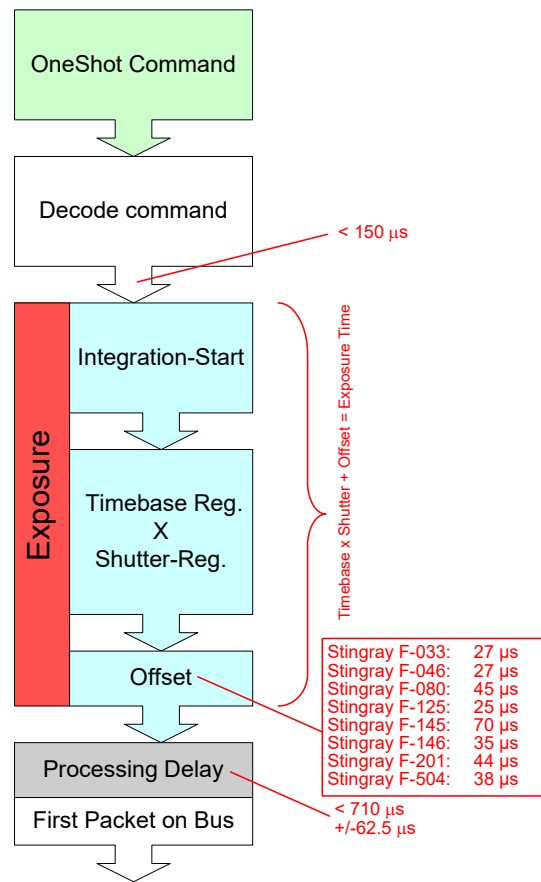 OneShot Command
Decode command
< 150 µs
Integration-Start
Exposure
Timebase Reg.
X
Shutter-Reg.
Timebase x Shutter + Offset = Exposure Time
Offset
Stingray F-033: 27 µs
Stingray F-046: 27 µs
Stingray F-080: 45 µs
Stingray F-125: 25 µs
Stingray F-145: 70 µs
Stingray F-146: 35 µs
Stingray F-201: 44 µs
Stingray F-504: 38 µs
Processing Delay
< 710 µs
+/-62.5 µs
First Packet on Bus